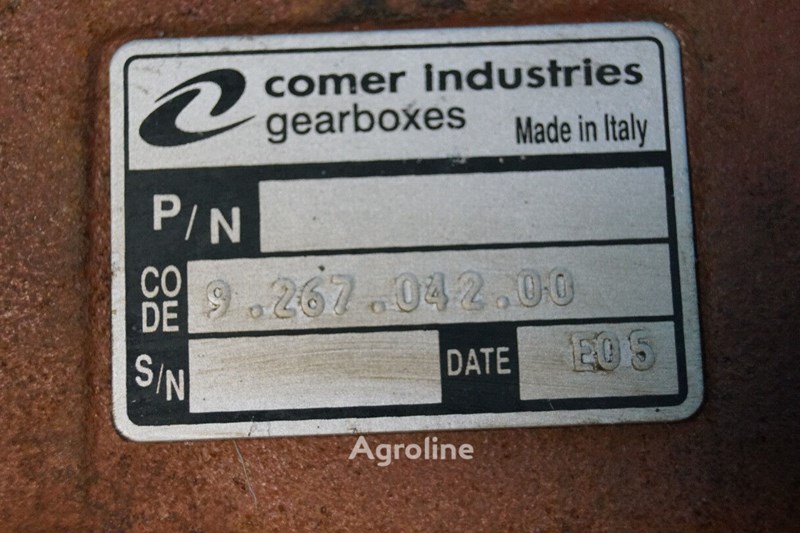 comer industries
gearboxes
Made in Italy
P/N
CO
DE
9.267.042.00
S/N
DATE
E05
Agroline